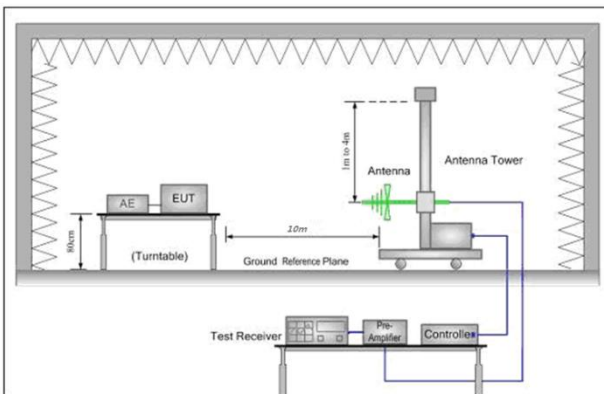 1m to 4m
Antenna
Antenna Tower
AE
EUT
80cm
(Turntable)
10m
Ground Reference Plane
Test Receiver
Pre-
Amplifier
Controller